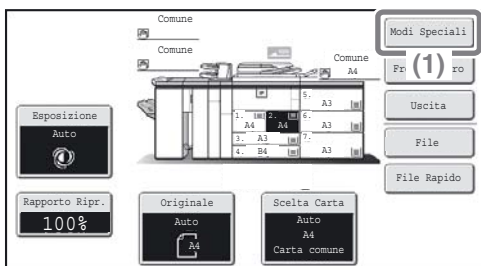 Comune
Comune
Comune
A4
Modi Speciali
(1)
Fr
ro
Uscita
File
File Rapido
Esposizione
Auto
5.
A3
1.
A4
2.
A4
6.
A3
3. A3
7.
A3
4. B4
Rapporto Ripr.
100%
Originale
Auto
A4
Scelta Carta
Auto
A4
Carta comune